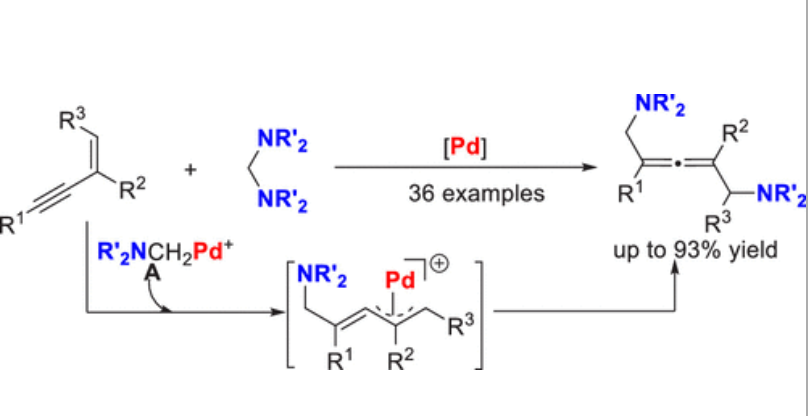 R³
R²
R¹
+
NR'₂
NR'₂
[Pd]
36 examples
NR'₂
R²
R¹
NR'₂
R³
up to 93% yield
R'₂NCH₂Pd⁺
A
NR'₂
Pd
⊕
R³
R¹
R²